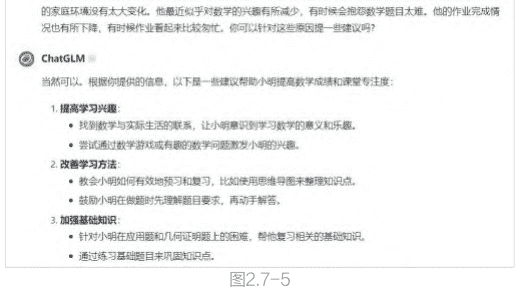 的家庭环境没有太大变化。他最近似乎对数学的兴趣有所减少，有时候会抱怨数学题目太难。他的作业完成情
况也有所下降，有时候作业看起来比较匆忙。你可以针对这些原因提一些建议吗？
ChatGLM
当然可以。根据你提供的信息，以下是一些建议帮助小明提高数学成绩和课堂专注度：
1. 提高学习兴趣：
• 找到数学与实际生活的联系，让小明意识到学习数学的意义和乐趣。
• 尝试通过数学游戏或有趣的数学问题激发小明的兴趣。
2. 改善学习方法：
• 教会小明如何有效地预习和复习，比如使用思维导图来整理知识点。
• 鼓励小明在做题时先理解题目要求，再动手解答。
3. 加强基础知识：
• 针对小明在应用题和几何证明题上的困难，帮他复习相关的基础知识。
• 通过练习基础题目来巩固知识点。
图2.7-5